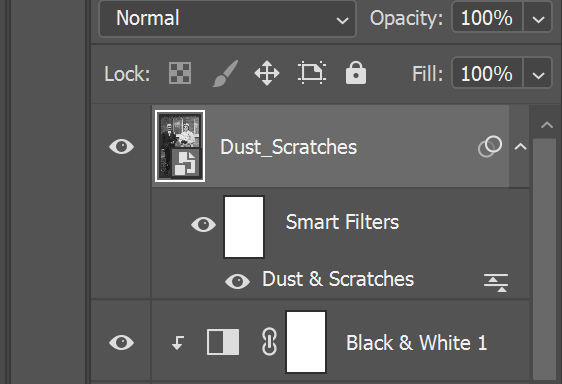 Normal Opacity: 100%
Lock: Fill: 100%
Dust_Scratches
Smart Filters
Dust & Scratches
Black & White 1